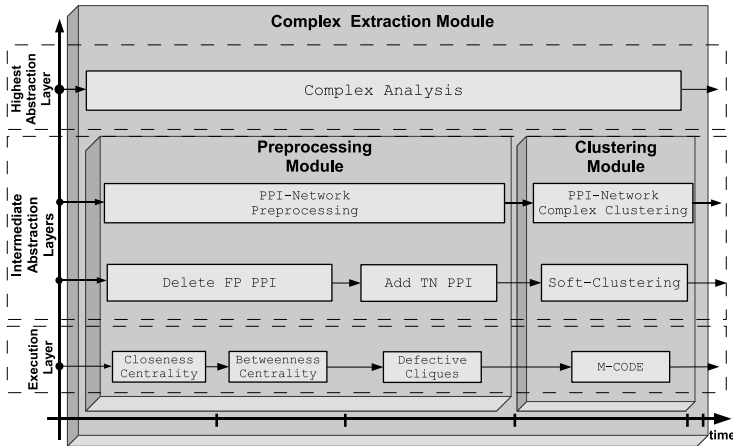 Complex Extraction Module
Highest
Abstraction
Layer
Complex Analysis
Intermediate
Abstraction
Layers
Preprocessing
Module
Clustering
Module
PPI-Network
Preprocessing
PPI-Network
Complex Clustering
Delete FP PPI
Add TN PPI
Soft-Clustering
Execution
Layer
Closeness
Centrality
Betweenness
Centrality
Defective
Cliques
M-CODE
time